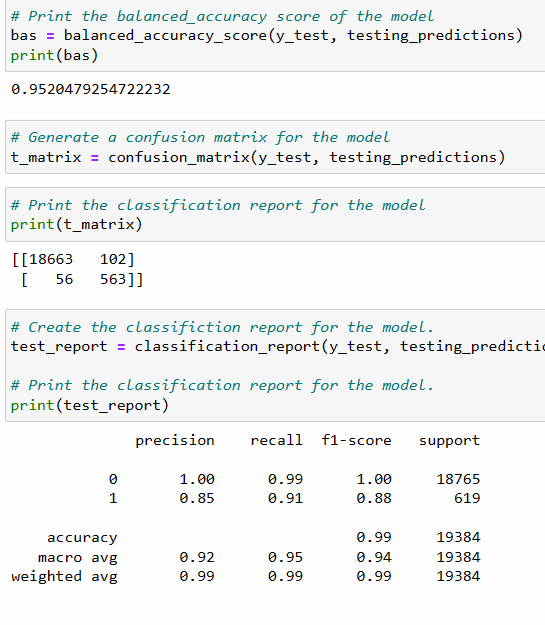 # Print the balanced_accuracy score of the model
bas = balanced_accuracy_score(y_test, testing_predictions)
print(bas)
0.9520479254722232
# Generate a confusion matrix for the model
t_matrix = confusion_matrix(y_test, testing_predictions)
# Print the classification report for the model
print(t_matrix)
[[18663   102]
 [   56   563]]
# Create the classifiction report for the model.
test_report = classification_report(y_test, testing_predictio
# Print the classification report for the model.
print(test_report)
precision    recall  f1-score   support
0       1.00      0.99      1.00     18765
1       0.85      0.91      0.88       619
accuracy                           0.99     19384
macro avg       0.92      0.95      0.94     19384
weighted avg       0.99      0.99      0.99     19384